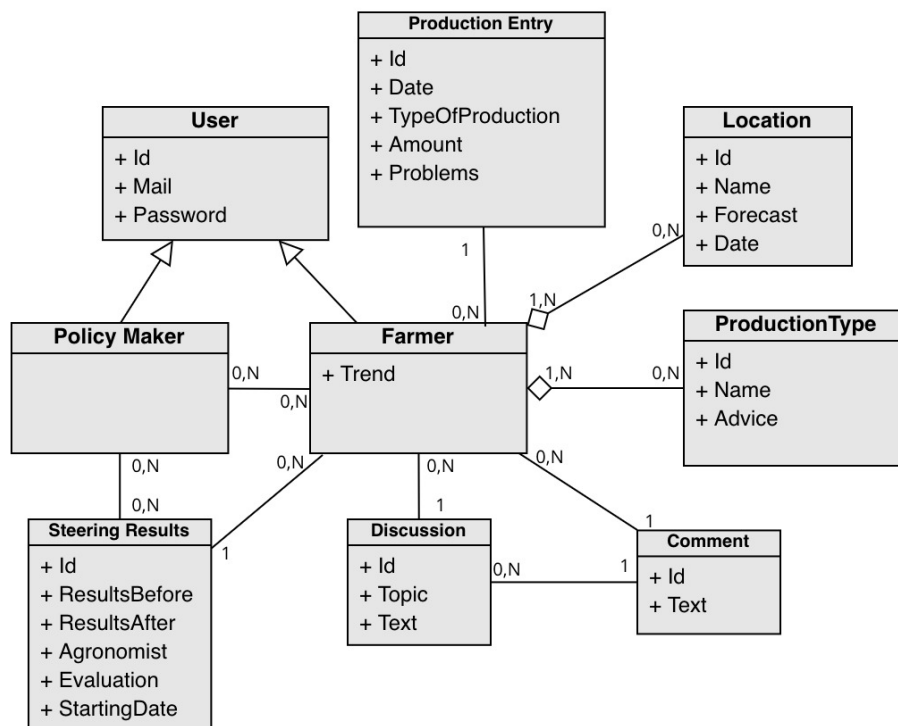 Production Entry
+ Id
+ Date
+ TypeOfProduction
+ Amount
+ Problems
User
+ Id
+ Mail
+ Password
Location
+ Id
+ Name
+ Forecast
+ Date
1
0,N
0,N
1,N
Policy Maker
Farmer
+ Trend
ProductionType
+ Id
+ Name
+ Advice
0,N
0,N
1,N
0,N
0,N
0,N
0,N
0,N
0,N
1
1
1
Steering Results
+ Id
+ ResultsBefore
+ ResultsAfter
+ Agronomist
+ Evaluation
+ StartingDate
Discussion
+ Id
+ Topic
+ Text
0,N
1
Comment
+ Id
+ Text